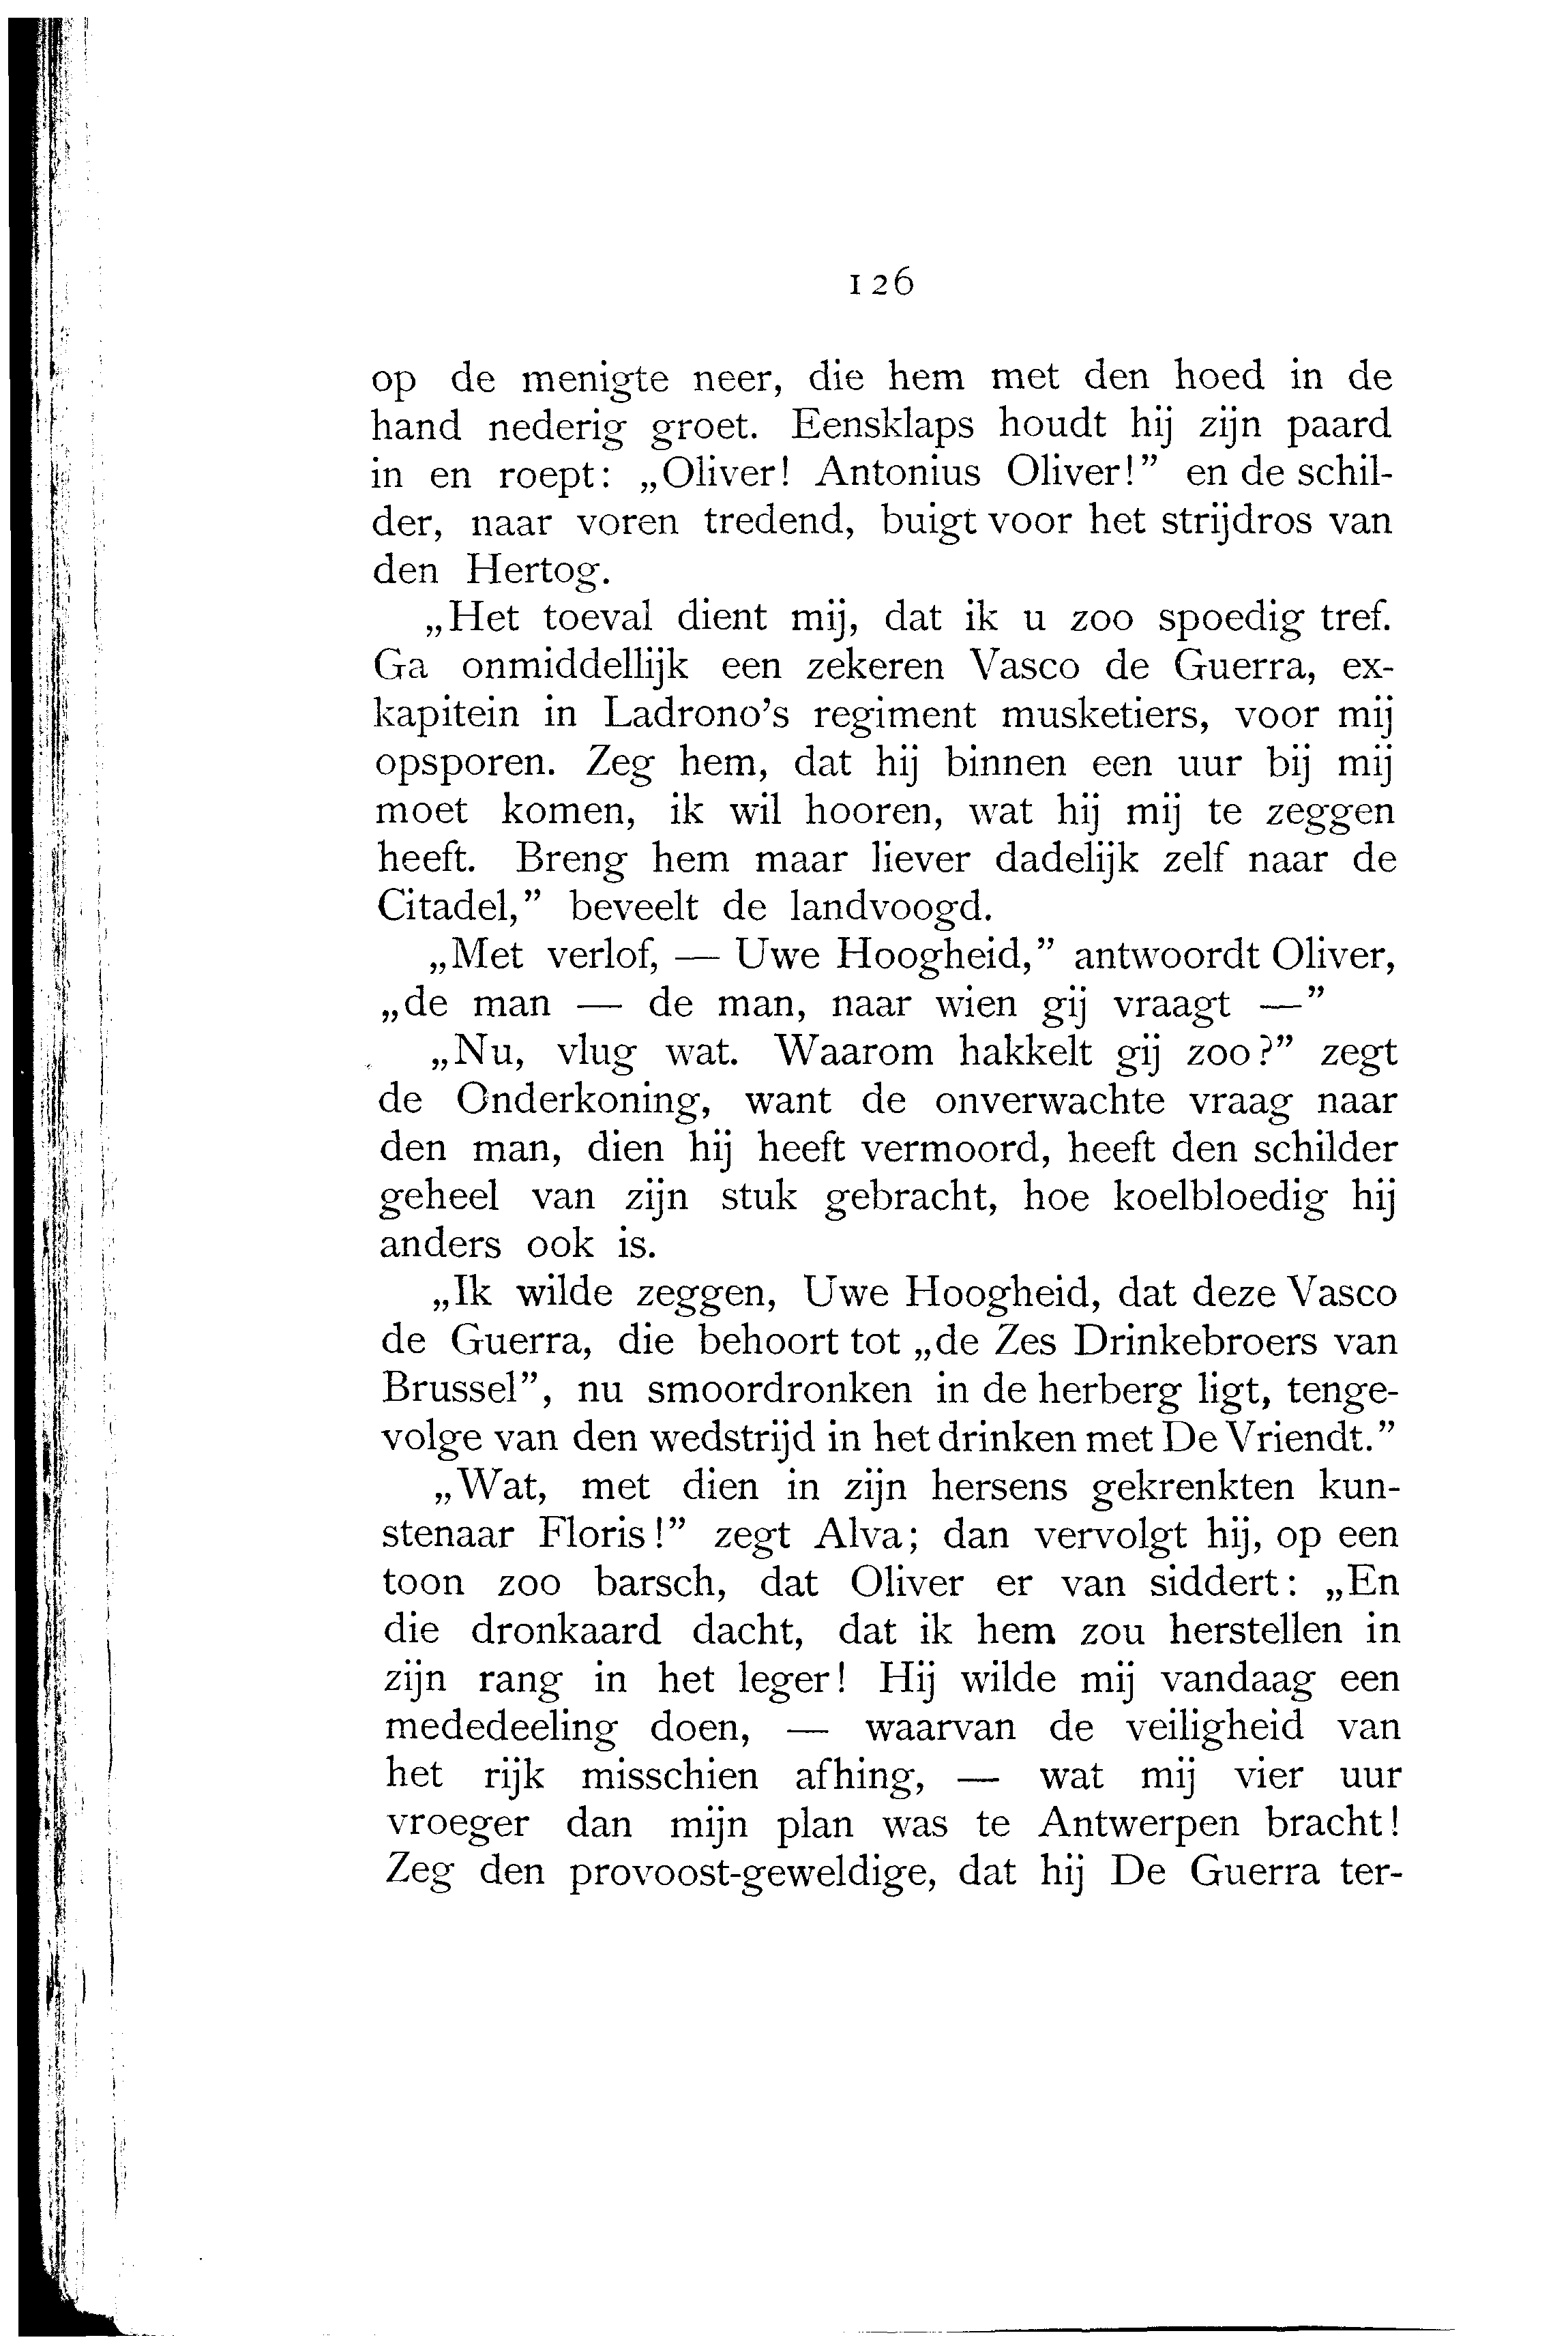 126
op de menigte neer, die hem met den hoed in de
hand nederig groet. Eensklaps houdt hij zijn paard
in en roept: „Oliver! Antonius Oliver!” en de schil-
der, naar voren tredend, buigt voor het strijdros van
den Hertog.
„Het toeval dient mij, dat ik u zoo spoedig tref.
Ga onmiddellijk een zekeren Vasco de Guerra, ex-
kapitein in Ladrono’s regiment musketiers, voor mij
opsporen. Zeg hem, dat hij binnen een uur bij mij
moet komen, ik wil hooren, wat hij mij te zeggen
heeft. Breng hem maar liever dadelijk zelf naar de
Citadel,” beveelt de landvoogd.
„Met verlof, — Uwe Hoogheid,” antwoordt Oliver,
„de man — de man, naar wien gij vraagt —”
„Nu, vlug wat. Waarom hakkelt gij zoo?” zegt
de Onderkoning, want de onverwachte vraag naar
den man, dien hij heeft vermoord, heeft den schilder
geheel van zijn stuk gebracht, hoe koelbloedig hij
anders ook is.
„Ik wilde zeggen, Uwe Hoogheid, dat deze Vasco
de Guerra, die behoort tot „de Zes Drinkebroers van
Brussel”, nu smoordronken in de herberg ligt, tenge-
volge van den wedstrijd in het drinken met De Vriendt.”
„Wat, met dien in zijn hersens gekrenkten kun-
stenaar Floris!” zegt Alva; dan vervolgt hij, op een
toon zoo barsch, dat Oliver er van siddert: „En
die dronkaard dacht, dat ik hem zou herstellen in
zijn rang in het leger! Hij wilde mij vandaag een
mededeeling doen, — waarvan de veiligheid van
het rijk misschien afhing, — wat mij vier uur
vroeger dan mijn plan was te Antwerpen bracht!
Zeg den provoost-geweldige, dat hij De Guerra ter-